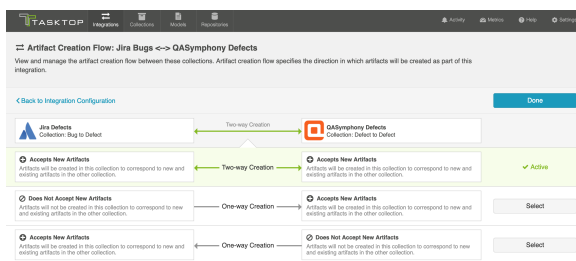 TASKTOP
Integrations
Collections
Models
Repositories
Activity
Metrics
Help
Settings
Artifact Creation Flow: Jira Bugs <--> QASymphony Defects
View and manage the artifact creation flow between these collections. Artifact creation flow specifies the direction in which artifacts will be created as part of this
integration.
Back to Integration Configuration
Done
Jira Defects
Collection: Bug to Defect
Two-way Creation
QASymphony Defects
Collection: Defect to Defect
Accepts New Artifacts
Artifacts will be created in this collection to correspond to new and
existing artifacts in the other collection.
Two-way Creation
Accepts New Artifacts
Artifacts will be created in this collection to correspond to new and
existing artifacts in the other collection.
Active
Does Not Accept New Artifacts
Artifacts will not be created in this collection to correspond to new
and existing artifacts in the other collection.
One-way Creation
Accepts New Artifacts
Artifacts will be created in this collection to correspond to new and
existing artifacts in the other collection.
Select
Accepts New Artifacts
Artifacts will be created in this collection to correspond to new and
existing artifacts in the other collection.
One-way Creation
Does Not Accept New Artifacts
Artifacts will not be created in this collection to correspond to new
and existing artifacts in the other collection.
Select